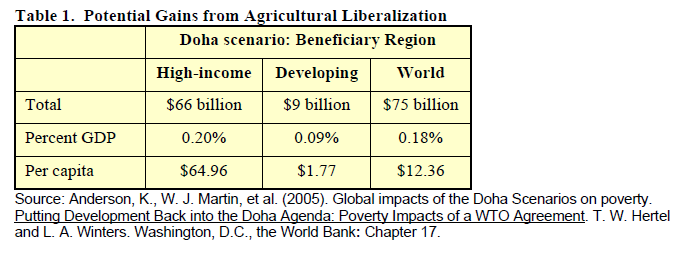 Table 1. Potential Gains from Agricultural Liberalization
Doha scenario: Beneficiary Region
High-income Developing World
Total $66 billion $9 billion $75 billion
Percent GDP 0.20% 0.09% 0.18%
Per capita $64.96 $1.77 $12.36
Source: Anderson, K., W. J. Martin, et al. (2005). Global impacts of the Doha Scenarios on poverty.
Putting Development Back into the Doha Agenda: Poverty Impacts of a WTO Agreement. T. W. Hertel
and L. A. Winters. Washington, D.C., the World Bank: Chapter 17.